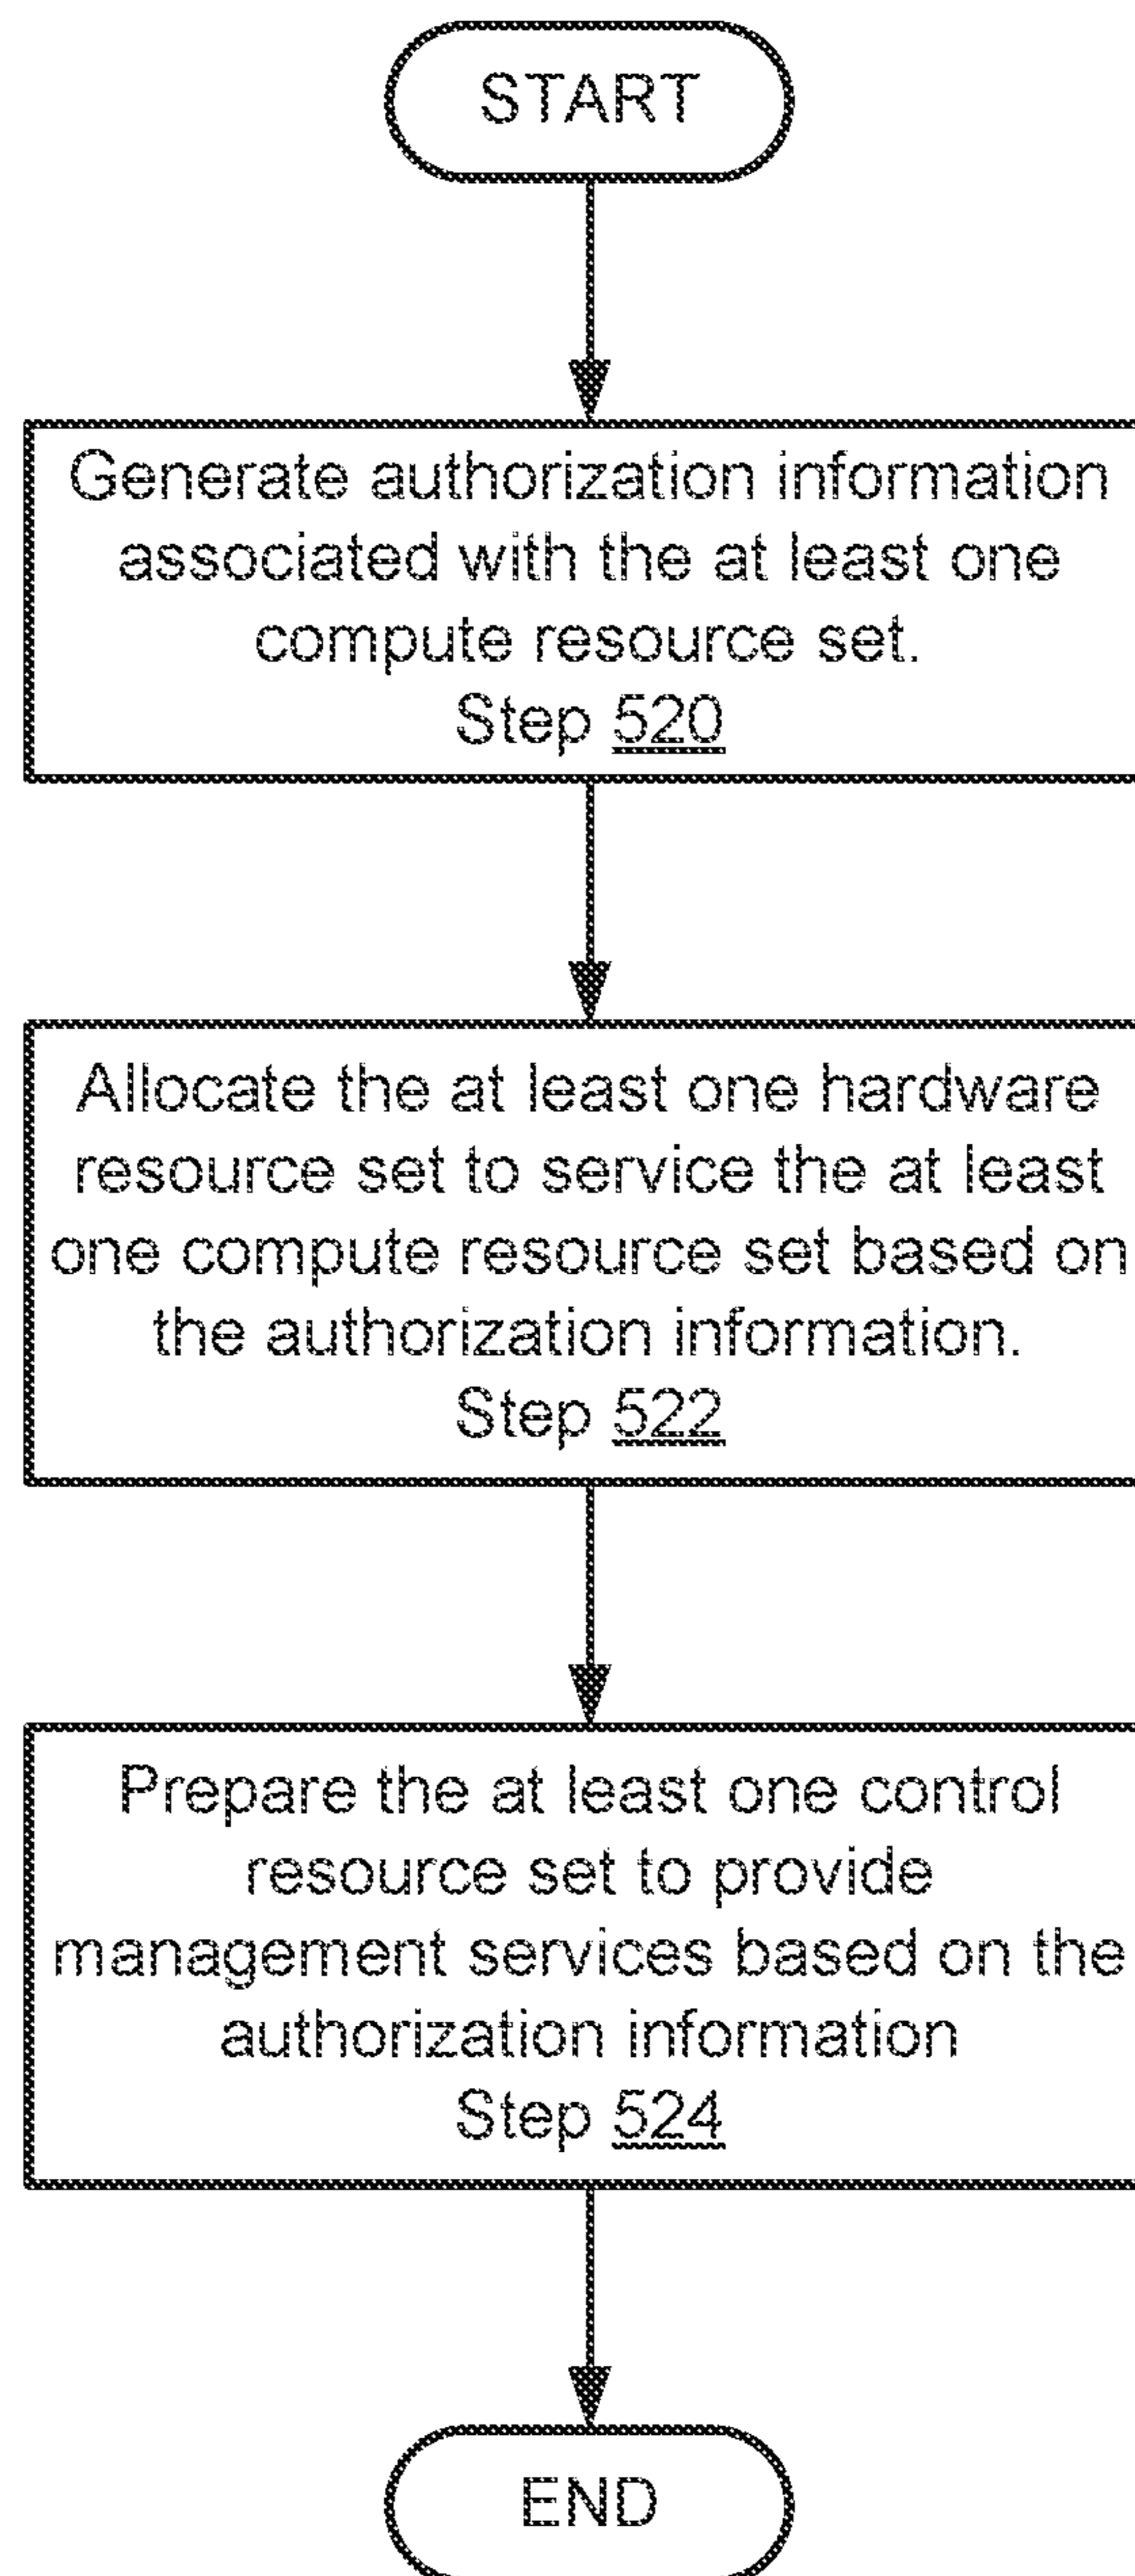 START
Generate authorization information
associated with the at least one
compute resource set.
Step 520
Allocate the at least one hardware
resource set to service the at least
one compute resource set based on
the authorization information.
Step 522
Prepare the at least one control
resource set to provide
management services based on the
authorization information
Step 524
END